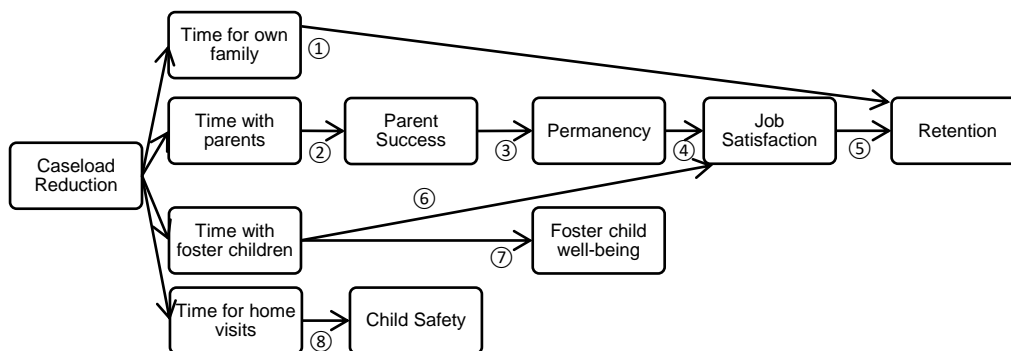 Time for own
family
①
Time with
parents
②
Parent
Success
③
Permanency
④
Job
Satisfaction
⑤
Retention
Caseload
Reduction
⑥
Time with
foster children
⑦
Foster child
well-being
Time for home
visits
⑧
Child Safety